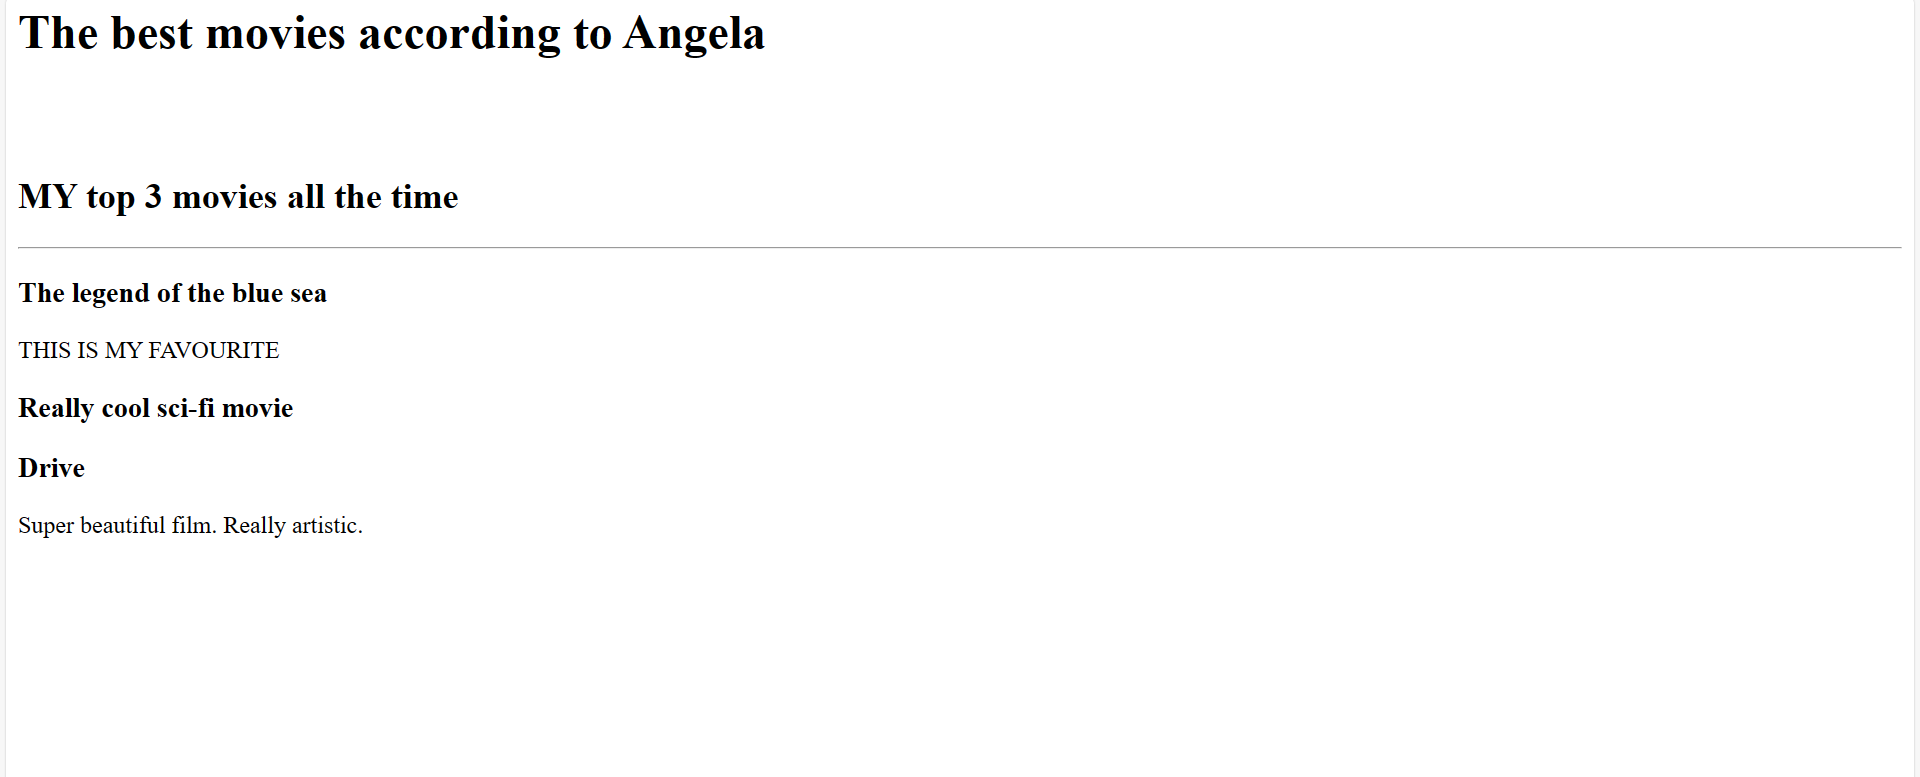 The best movies according to Angela
MY top 3 movies all the time
The legend of the blue sea
THIS IS MY FAVOURITE
Really cool sci-fi movie
Drive
Super beautiful film. Really artistic.